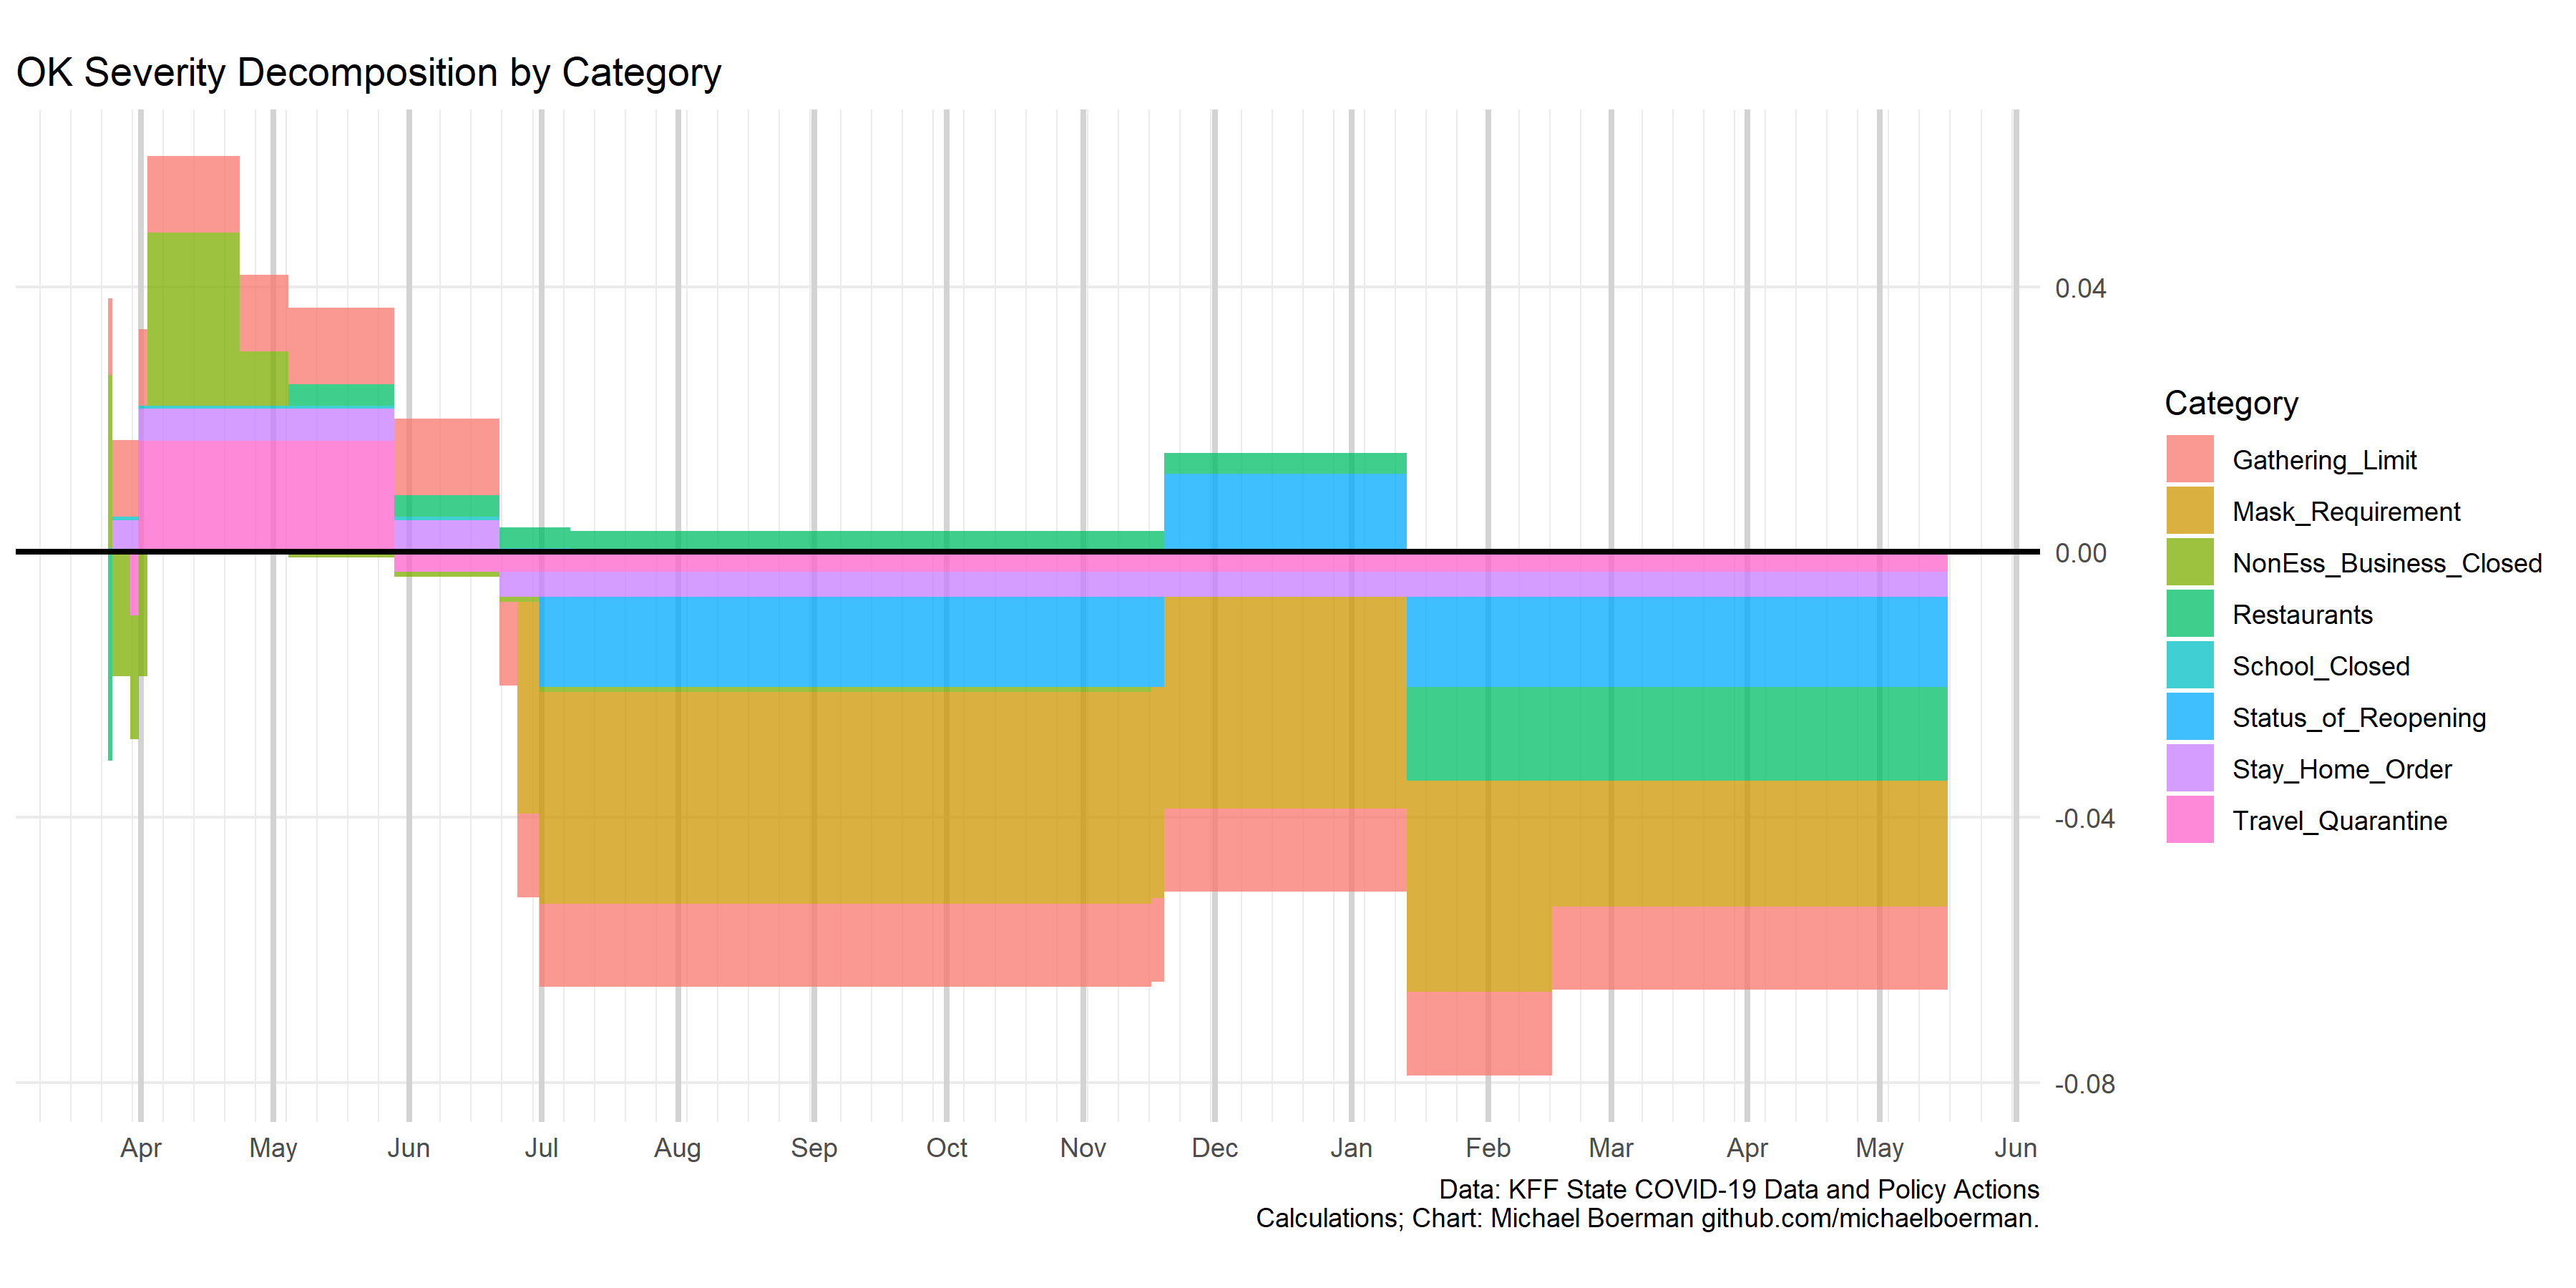 OK Severity Decomposition by Category
0.04
0.00
-0.04
-0.08
Apr May Jun Jul Aug Sep Oct Nov Dec Jan Feb Mar Apr May Jun
Category
Gathering_Limit
Mask_Requirement
NonEss_Business_Closed
Restaurants
School_Closed
Status_of_Reopening
Stay_Home_Order
Travel_Quarantine
Data: KFF State COVID-19 Data and Policy Actions
Calculations; Chart: Michael Boerman github.com/michaelboerman.